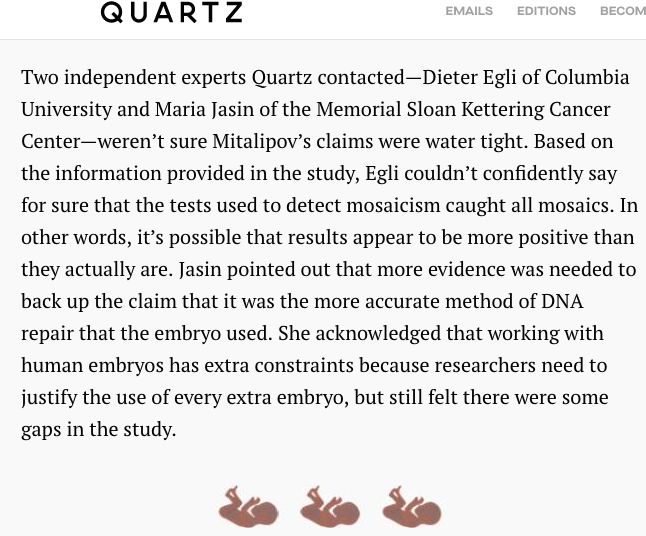 QUARTZ
EMAILS EDITIONS BECOM
Two independent experts Quartz contacted—Dieter Egli of Columbia
University and Maria Jasin of the Memorial Sloan Kettering Cancer
Center—weren’t sure Mitalipov’s claims were water tight. Based on
the information provided in the study, Egli couldn’t confidently say
for sure that the tests used to detect mosaicism caught all mosaics. In
other words, it’s possible that results appear to be more positive than
they actually are. Jasin pointed out that more evidence was needed to
back up the claim that it was the more accurate method of DNA
repair that the embryo used. She acknowledged that working with
human embryos has extra constraints because researchers need to
justify the use of every extra embryo, but still felt there were some
gaps in the study.